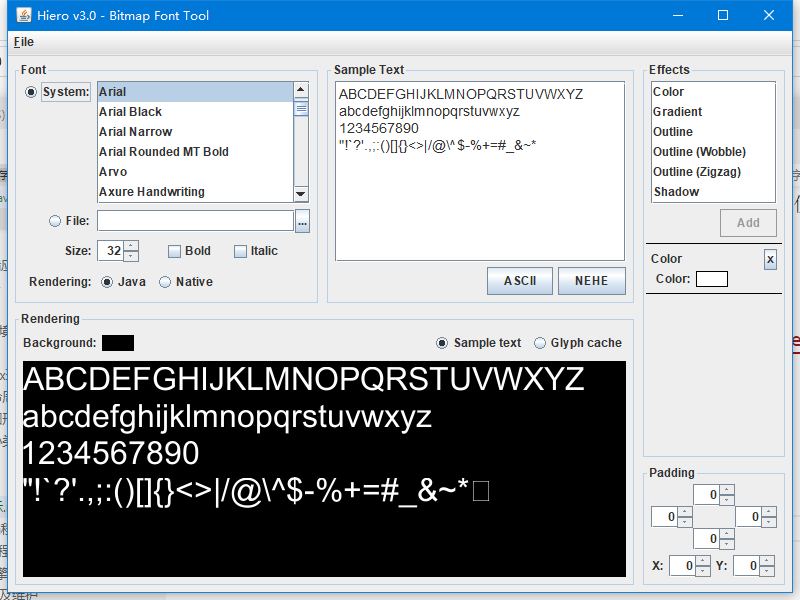 Hiero v3.0 - Bitmap Font Tool
File
Font
System:
Arial
Arial Black
Arial Narrow
Arial Rounded MT Bold
Arvo
Axure Handwriting
File:
...
Size: 32 Bold Italic
Rendering: Java Native
Sample Text
ABCDEFGHIJKLMNOPQRSTUVWXYZ
abcdefghijklmnopqrstuvwxyz
1234567890
"!`?'.,;:()[]{}<>|/@\^$-%+=#_&~*
ASCII NEHE
Effects
Color
Gradient
Outline
Outline (Wobble)
Outline (Zigzag)
Shadow
Add
Color x
Color:
Rendering
Background: Sample text Glyph cache
ABCDEFGHIJKLMNOPQRSTUVWXYZ
abcdefghijklmnopqrstuvwxyz
1234567890
"!`?'.,;:()[]{}<>|/@\^$-%+=#_&~*
Padding
0
0 0
0
X: 0 Y: 0